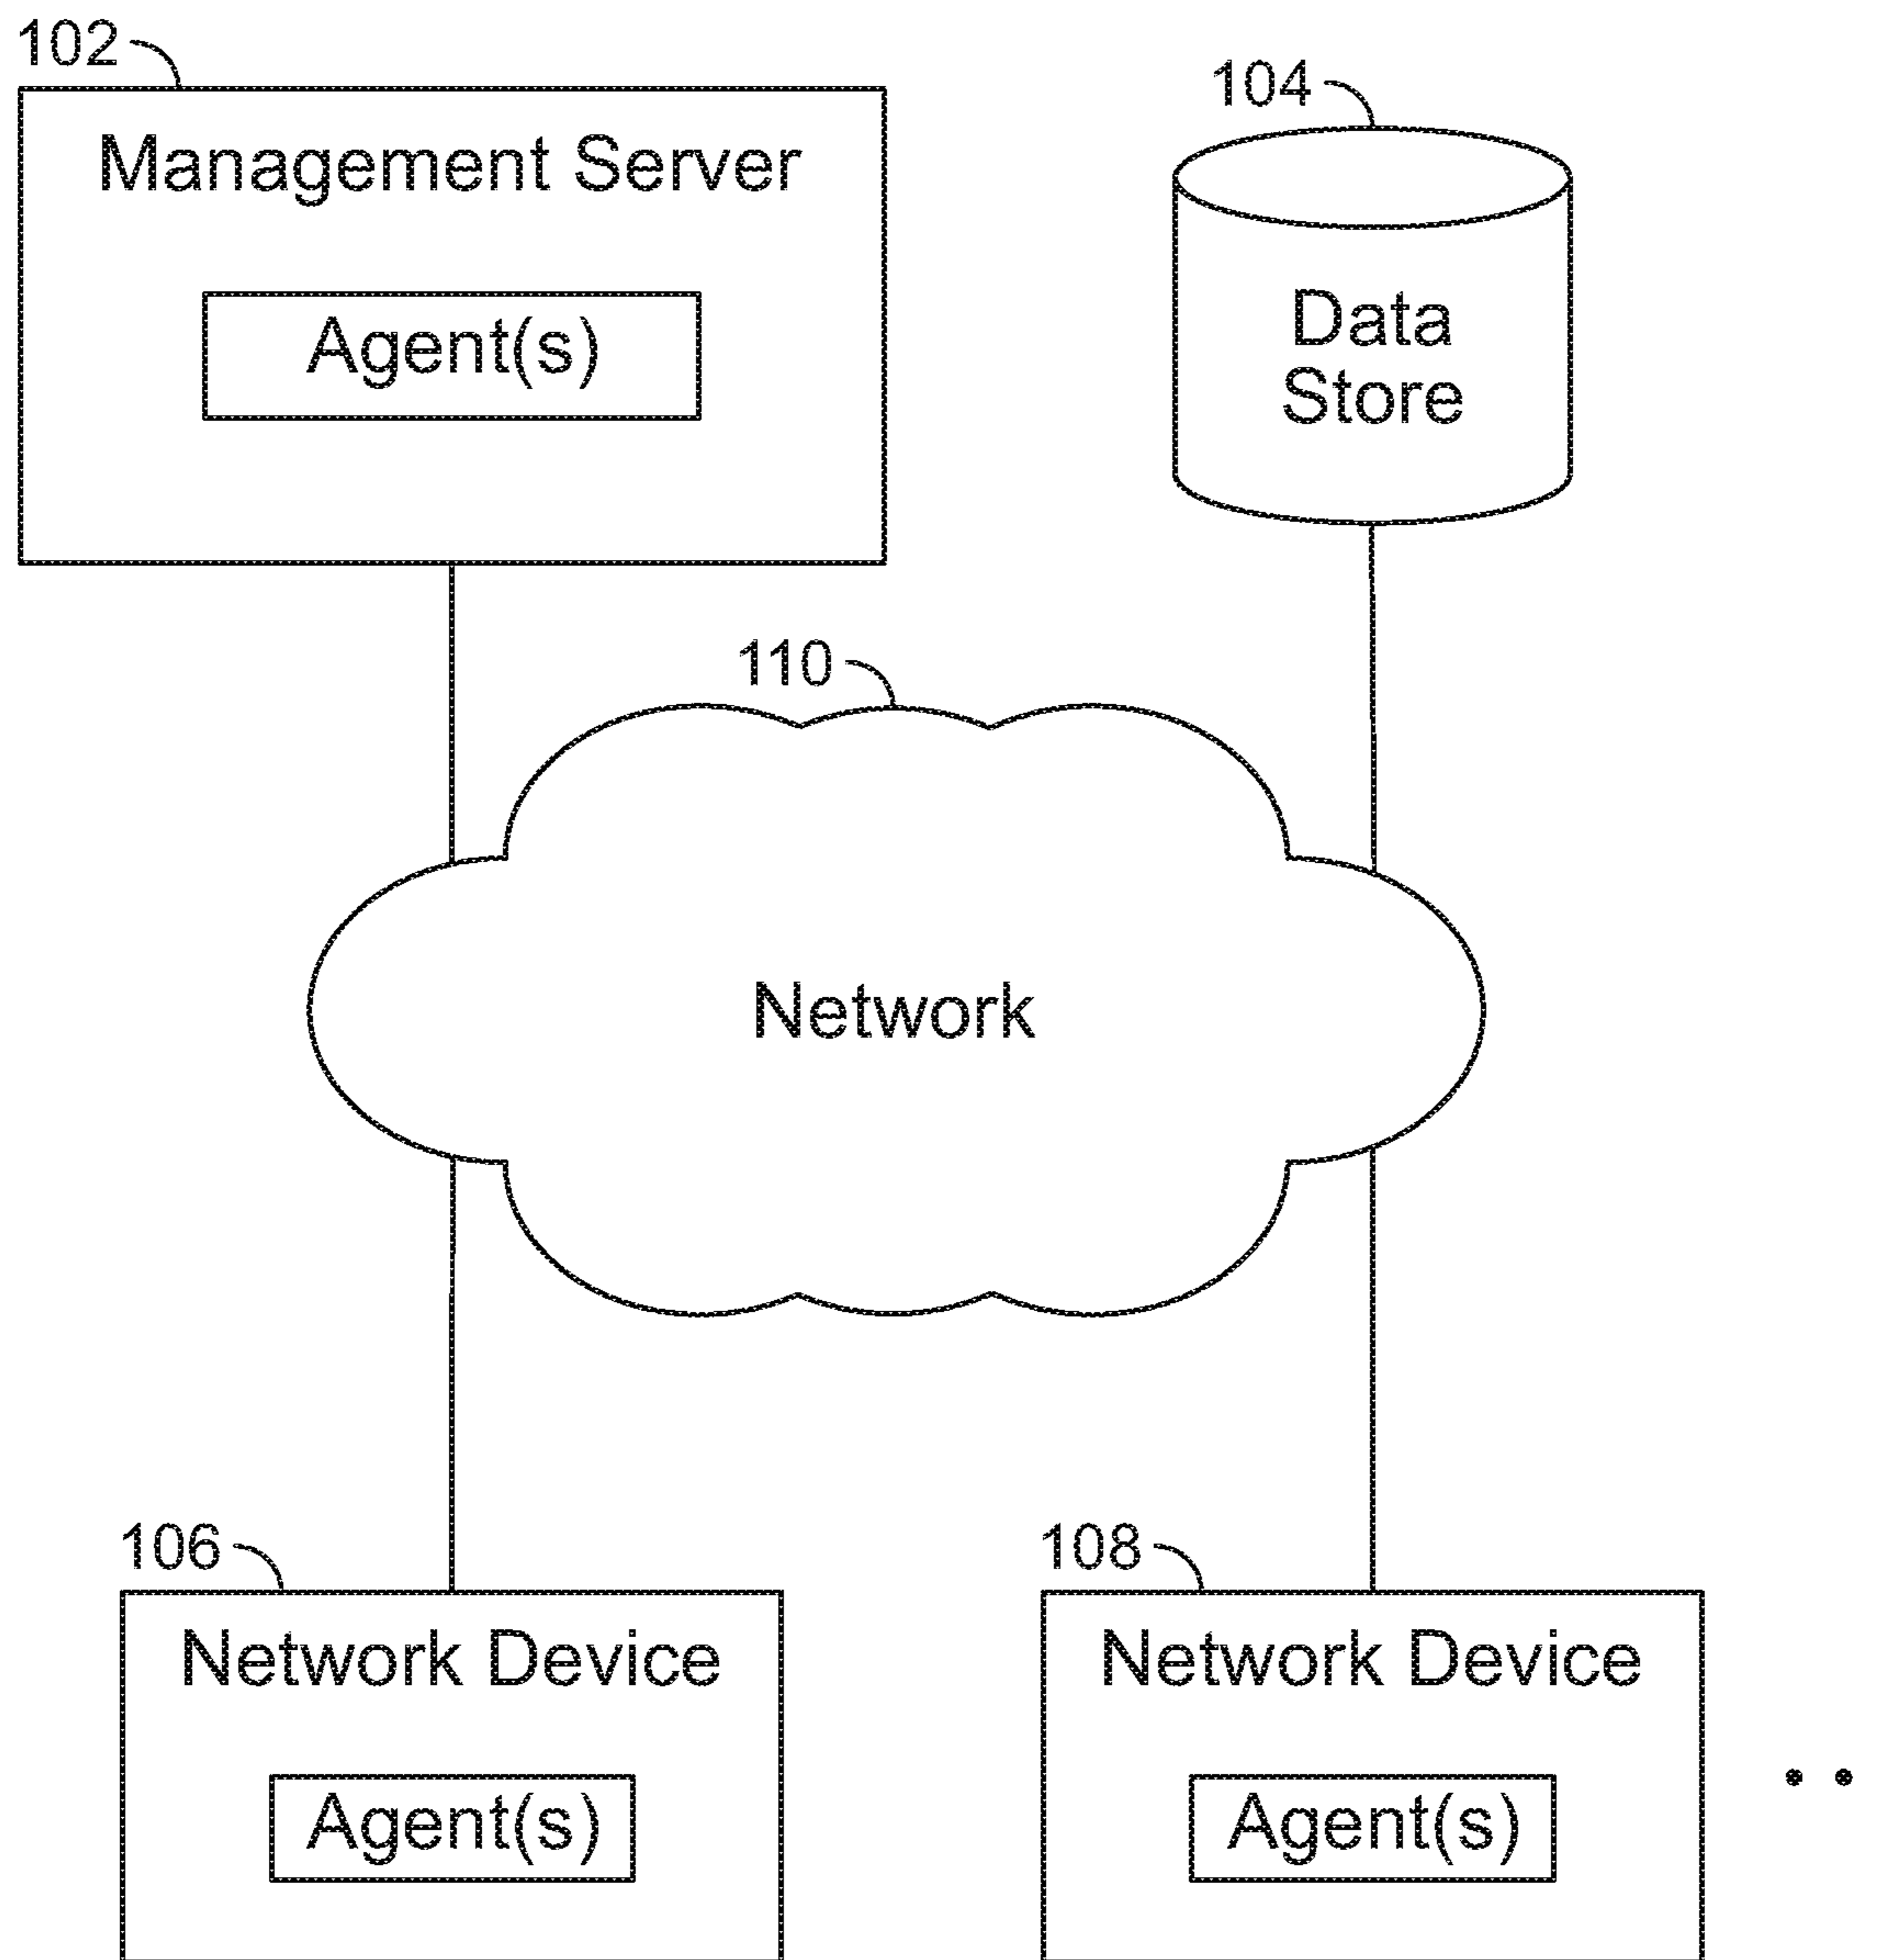 102
Management Server
Agent(s)
104
Data
Store
110
Network
106
Network Device
Agent(s)
108
Network Device
Agent(s)